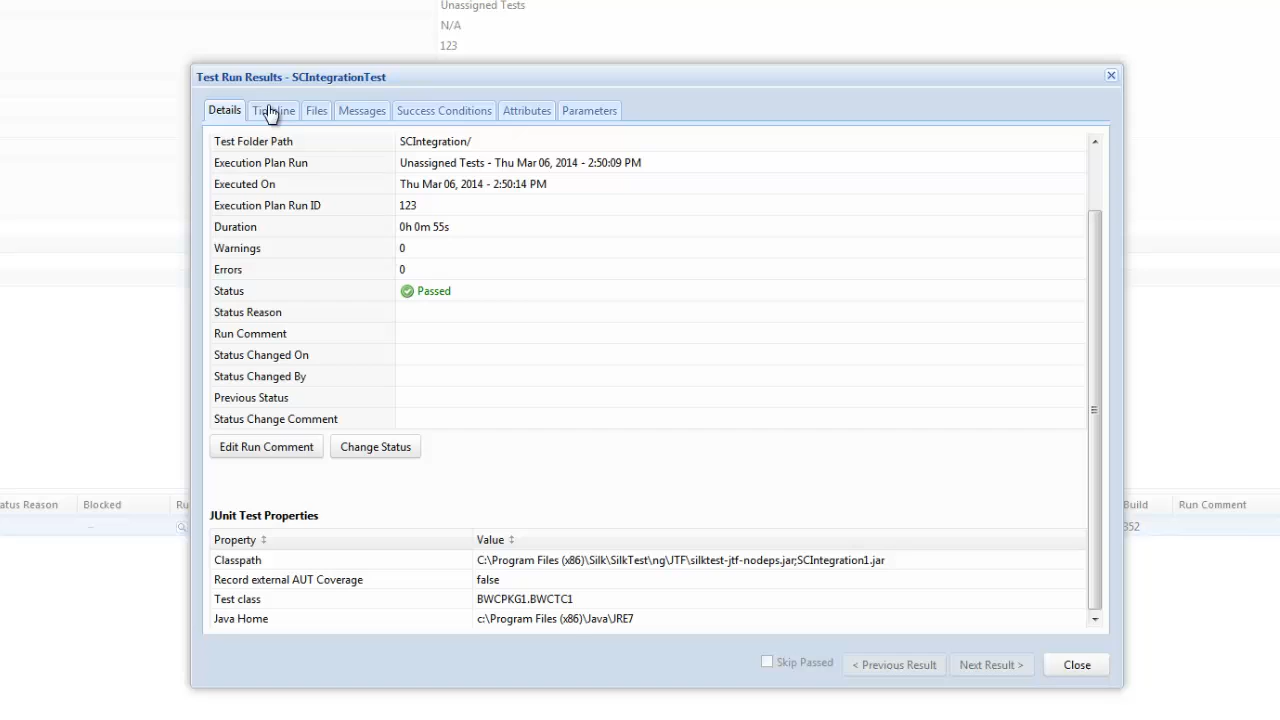 Unassigned Tests
N/A
123
Test Run Results - SCIntegrationTest
Details Timeline Files Messages Success Conditions Attributes Parameters
Test Folder Path SCIntegration/
Execution Plan Run Unassigned Tests - Thu Mar 06, 2014 - 2:50:09 PM
Executed On Thu Mar 06, 2014 - 2:50:14 PM
Execution Plan Run ID 123
Duration 0h 0m 55s
Warnings 0
Errors 0
Status Passed
Status Reason
Run Comment
Status Changed On
Status Changed By
Previous Status
Status Change Comment
Edit Run Comment Change Status
atus Reason Blocked Ru Build Run Comment
JUnit Test Properties
-- 352
Property Value
Classpath C:\Program Files (x86)\Silk\SilkTest\ng\JTF\silktest-jtf-nodeps.jar;SCIntegration1.jar
Record external AUT Coverage false
Test class BWCPKG1.BWCTC1
Java Home c:\Program Files (x86)\Java\JRE7
Skip Passed < Previous Result Next Result > Close